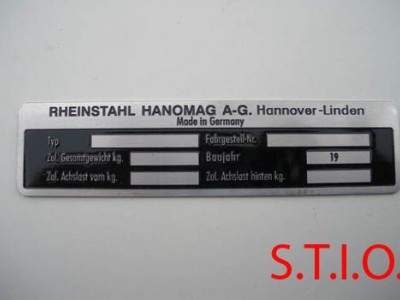 RHEINSTAHL HANOMAG A-G. Hannover-Linden
Made in Germany
Typ Fahrgestell-Nr.
Zul. Gesamtgewicht kg. Baujahr 19
Zul. Achslast vorn kg. Zul. Achslast hinten kg.
S.T.I.O.